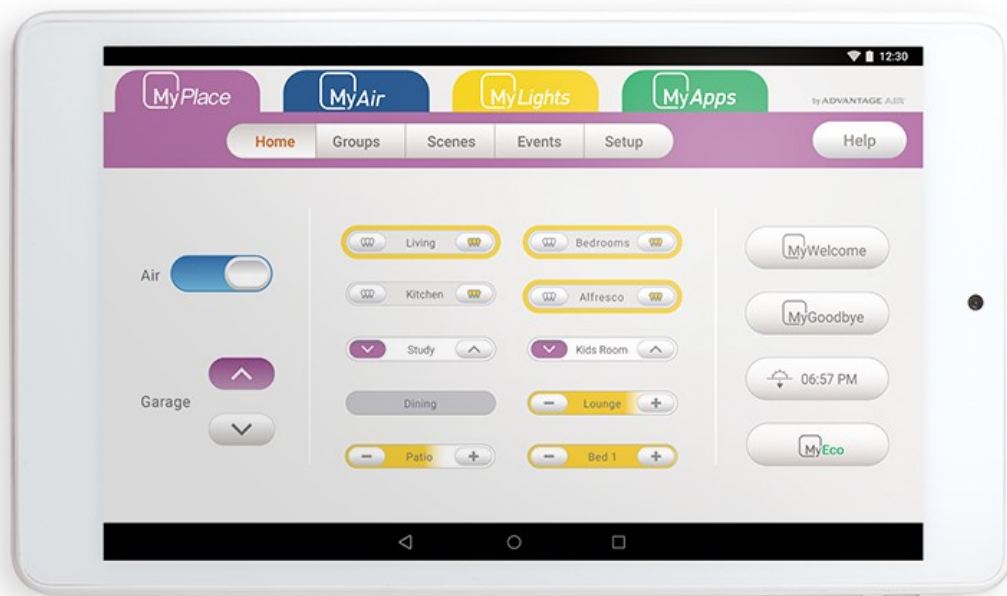 12:30
MyPlace
MyAir
MyLights
MyApps
by ADVANTAGE AIR
Home
Groups
Scenes
Events
Setup
Help
Air
Garage
Living
Bedrooms
Kitchen
Alfresco
Study
Kids Room
Dining
Lounge
Patio
Bed 1
MyWelcome
MyGoodbye
06:57 PM
MyEco